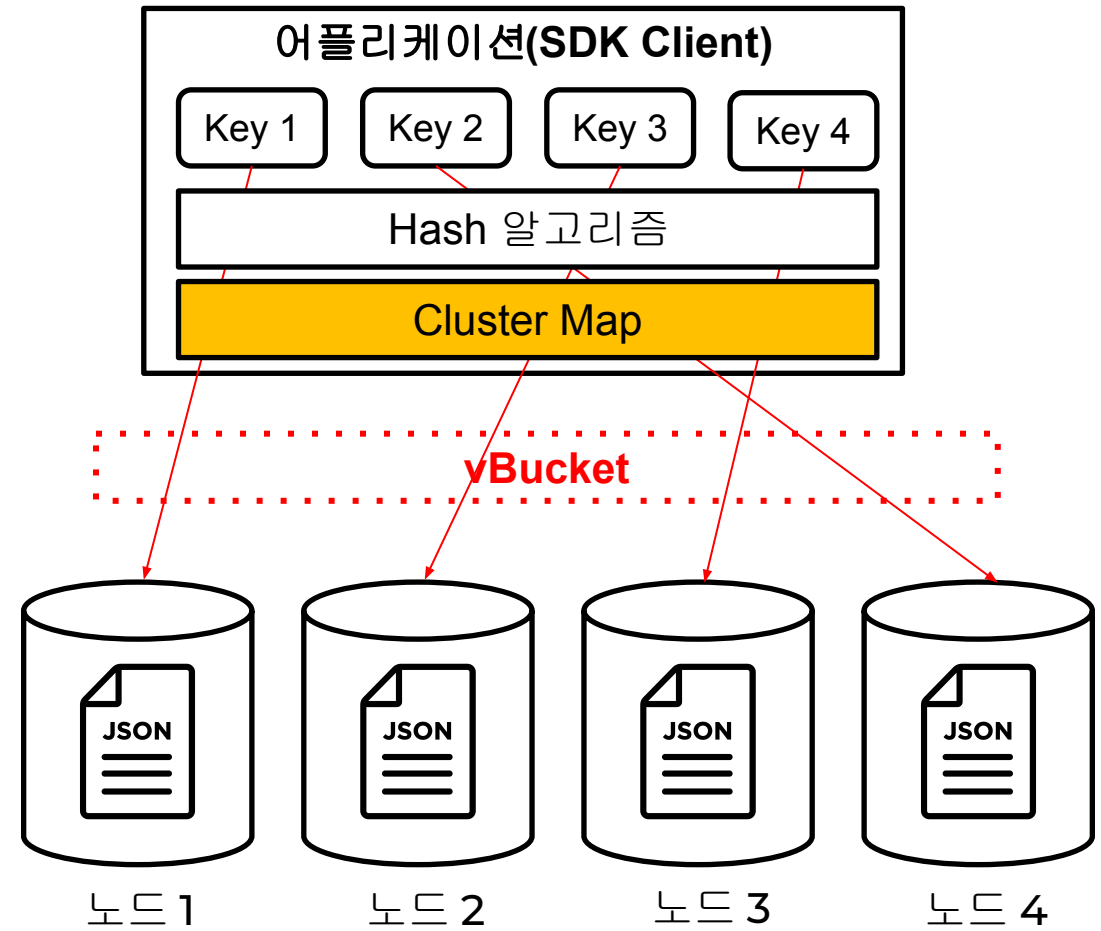 어플리케이션(SDK Client)
Key 1 Key 2 Key 3 Key 4
Hash 알고리즘
Cluster Map
vBucket
JSON JSON JSON JSON
노드 1 노드 2 노드 3 노드 4